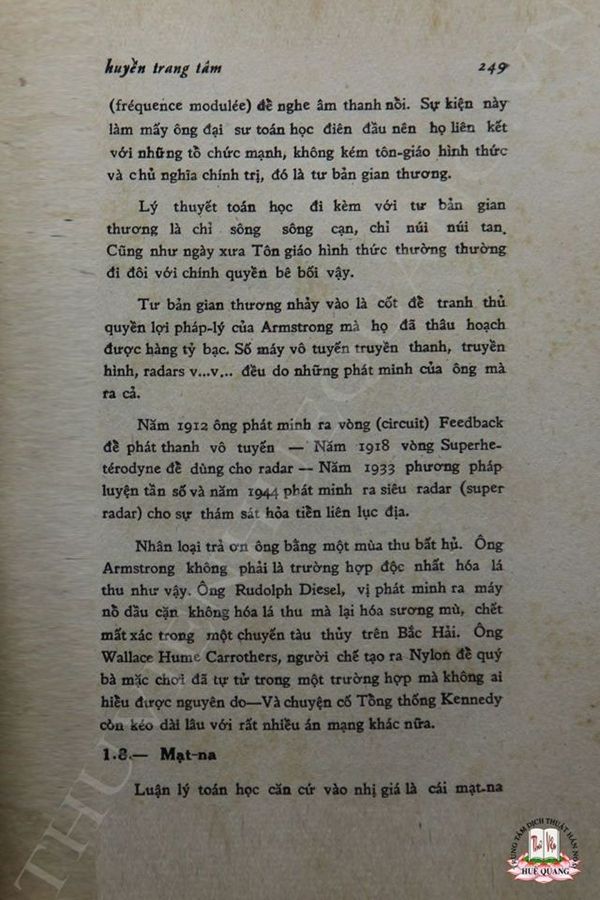 huyền trang tâm 249
(fréquence modulée) để nghe âm thanh nổi. Sự kiện này
làm mấy ông đại sư toán học điên đầu nên họ liên kết
với những tổ chức mạnh, không kém tôn-giáo hình thức
và chủ nghĩa chính trị, đó là tư bản gian thương.
Lý thuyết toán học đi kèm với tư bản gian
thương là chỉ sông sông cạn, chỉ núi núi tan.
Cũng như ngày xưa Tôn giáo hình thức thường thường
đi đôi với chính quyền bê bối vậy.
Tư bản gian thương nhảy vào là cốt để tranh thủ
quyền lợi pháp-lý của Armstrong mà họ đã thâu hoạch
được hàng tỷ bạc. Số máy vô tuyến truyền thanh, truyền
hình, radars v...v... đều do những phát minh của ông mà
ra cả.
Năm 1912 ông phát minh ra vòng (circuit) Feedback
để phát thanh vô tuyến — Năm 1918 vòng Superhe-
térodyne để dùng cho radar — Năm 1933 phương pháp
luyện tần số và năm 1944 phát minh ra siêu radar (super
radar) cho sự thám sát hỏa tiễn liên lục địa.
Nhân loại trả ơn ông bằng một mùa thu bất hủ. Ông
Armstrong không phải là trường hợp độc nhất hóa lá
thu như vậy. Ông Rudolph Diesel, vị phát minh ra máy
nổ dầu cặn không hóa lá thu mà lại hóa sương mù, chết
mất xác trong một chuyến tàu thủy trên Bắc Hải. Ông
Wallace Hume Carrothers, người chế tạo ra Nylon để quý
bà mặc chơi đã tự tử trong một trường hợp mà không ai
hiểu được nguyên do—Và chuyện cố Tổng thống Kennedy
còn kéo dài lâu với rất nhiều án mạng khác nữa.
1.8.— Mạt-na
Luận lý toán học căn cứ vào nhị giá là cái mạt-na
TRUNG TÂM DỊCH THUẬT HÁN NÔM
HUỆ QUANG